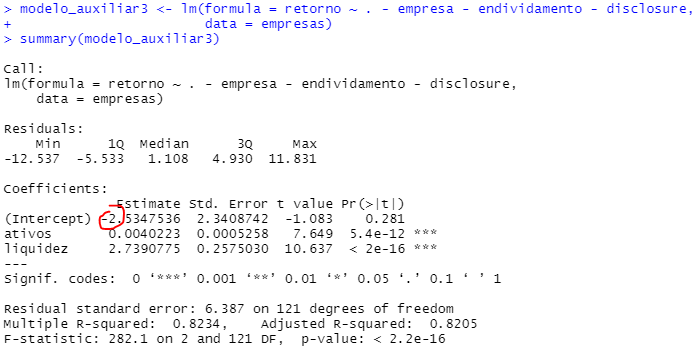 > modelo_auxiliar3 <- lm(formula = retorno ~ . - empresa - endividamento - disclosure,
+                        data = empresas)
> summary(modelo_auxiliar3)

Call:
lm(formula = retorno ~ . - empresa - endividamento - disclosure,
    data = empresas)

Residuals:
    Min      1Q  Median      3Q     Max
-12.537  -5.533   1.108   4.930  11.831

Coefficients:
              Estimate Std. Error t value Pr(>|t|)
(Intercept) -2.5347536  2.3408742  -1.083    0.281
ativos       0.0040223  0.0005258   7.649  5.4e-12 ***
liquidez     2.7390775  0.2575030  10.637  < 2e-16 ***
---
Signif. codes:  0 ‘***’ 0.001 ‘**’ 0.01 ‘*’ 0.05 ‘.’ 0.1 ‘ ’ 1

Residual standard error: 6.387 on 121 degrees of freedom
Multiple R-squared:  0.8234,    Adjusted R-squared:  0.8205
F-statistic: 282.1 on 2 and 121 DF,  p-value: < 2.2e-16